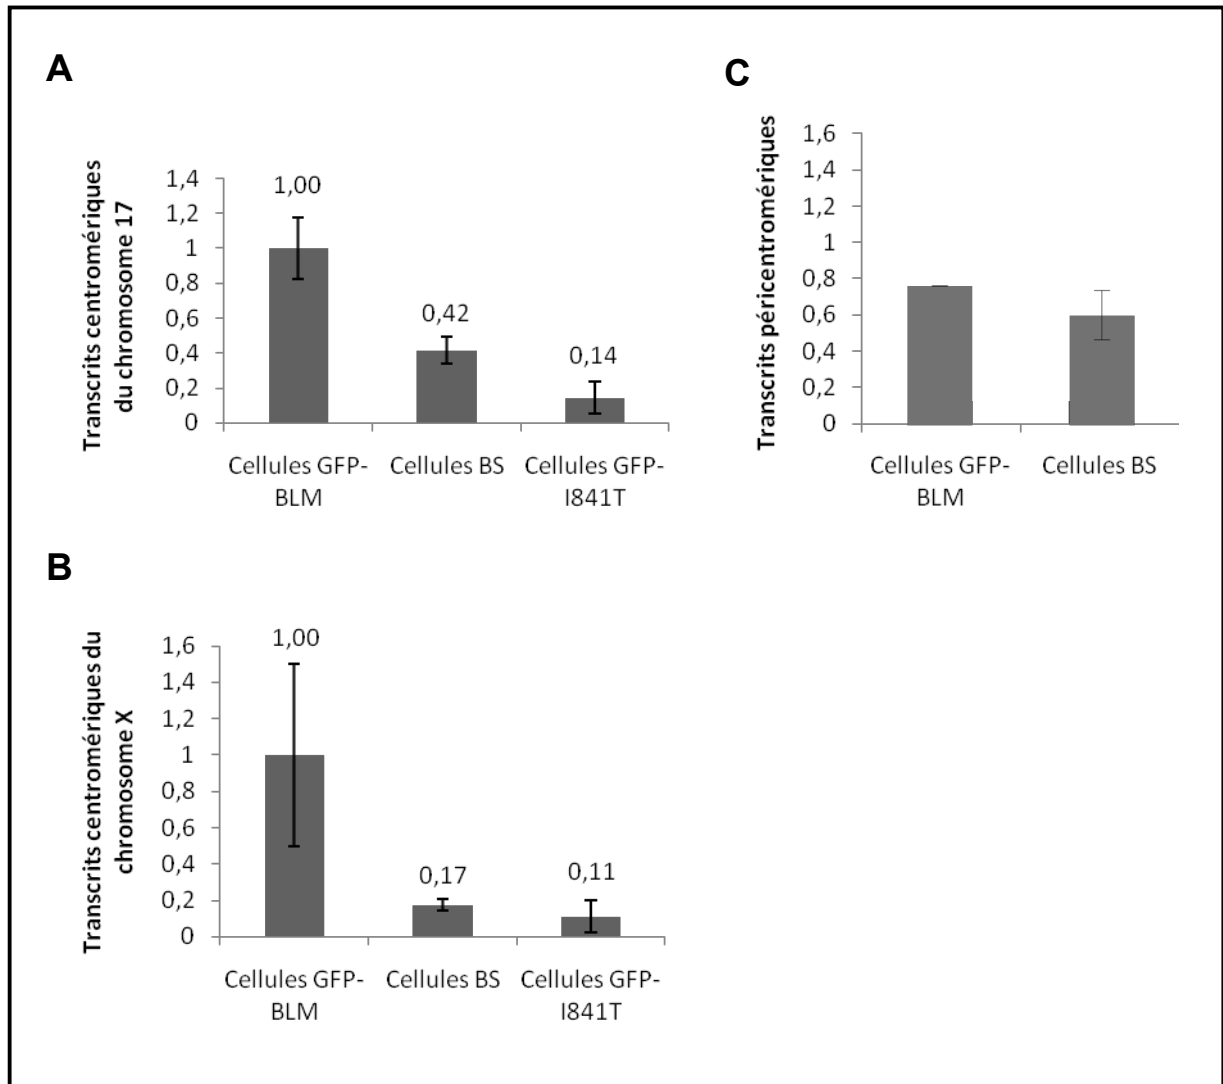 A
Transcrits centromériques
du chromosome 17
1,4
1,2
1
0,8
0,6
0,4
0,2
0
1,00
0,42
0,14
Cellules GFP-
BLM
Cellules BS
Cellules GFP-
I841T
C
Transcrits péricentromériques
1,6
1,4
1,2
1
0,8
0,6
0,4
0,2
0
Cellules GFP-
BLM
Cellules BS
B
Transcrits centromériques du
chromosome X
1,6
1,4
1,2
1
0,8
0,6
0,4
0,2
0
1,00
0,17
0,11
Cellules GFP-
BLM
Cellules BS
Cellules GFP-
I841T